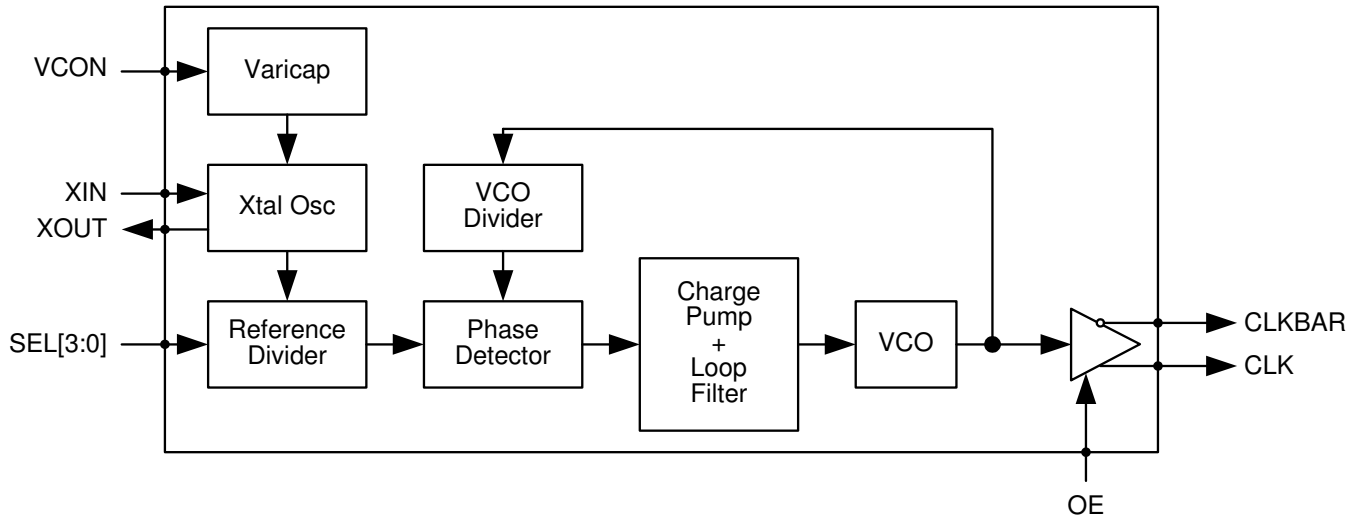 VCON
Varicap
XIN
XOUT
Xtal Osc
VCO
Divider
SEL[3:0]
Reference
Divider
Phase
Detector
Charge
Pump
+
Loop
Filter
VCO
CLKBAR
CLK
OE